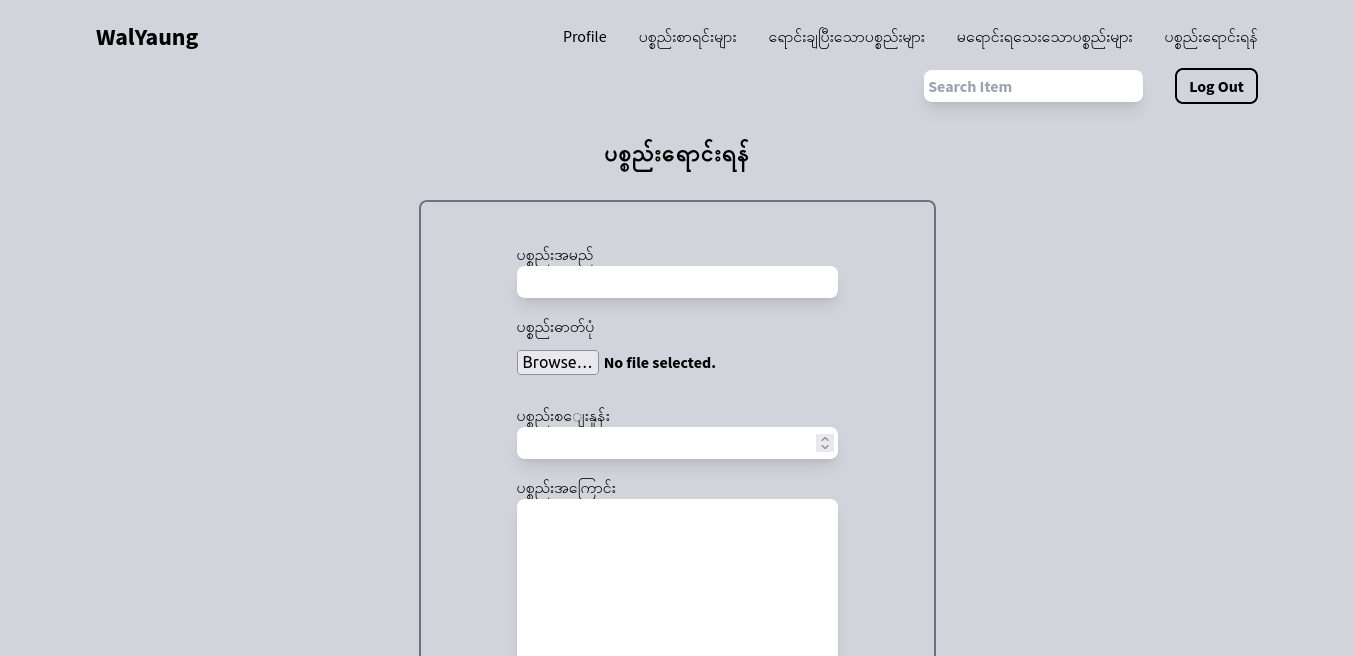 WalYaung
Profile ပစ္စည်းစာရင်းများ ရောင်းချပြီးသောပစ္စည်းများ မရောင်းရသေးသောပစ္စည်းများ ပစ္စည်းရောင်းရန်
Search Item Log Out
ပစ္စည်းရောင်းရန်
ပစ္စည်းအမည်
ပစ္စည်းဓာတ်ပုံ
Browse... No file selected.
ပစ္စည်းစ‌ျေးနှုန်း
ပစ္စည်းအကြောင်း